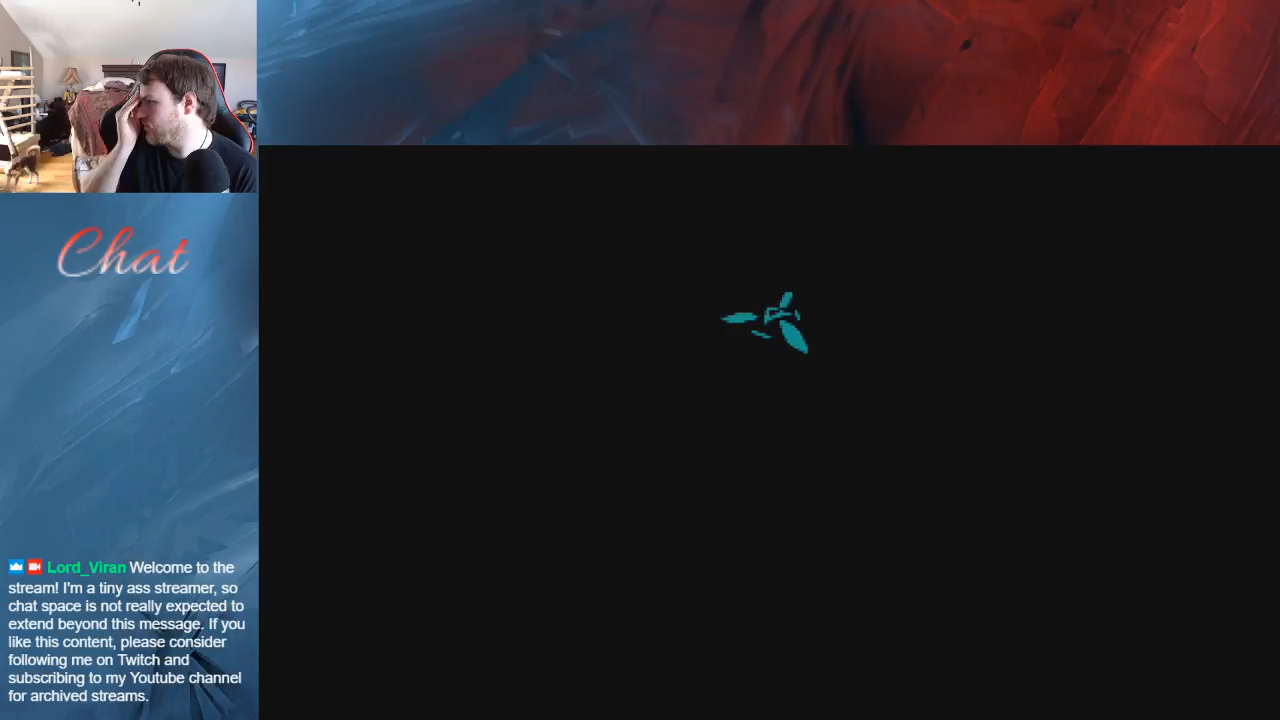 Chat
Lord_Viran Welcome to the
stream! I'm a tiny ass streamer, so
chat space is not really expected to
extend beyond this message. If you
like this content, please consider
following me on Twitch and
subscribing to my Youtube channel
for archived streams.